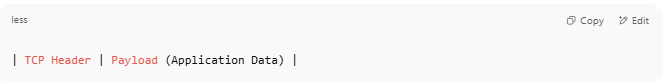 less
Copy
Edit
| TCP Header | Payload (Application Data) |